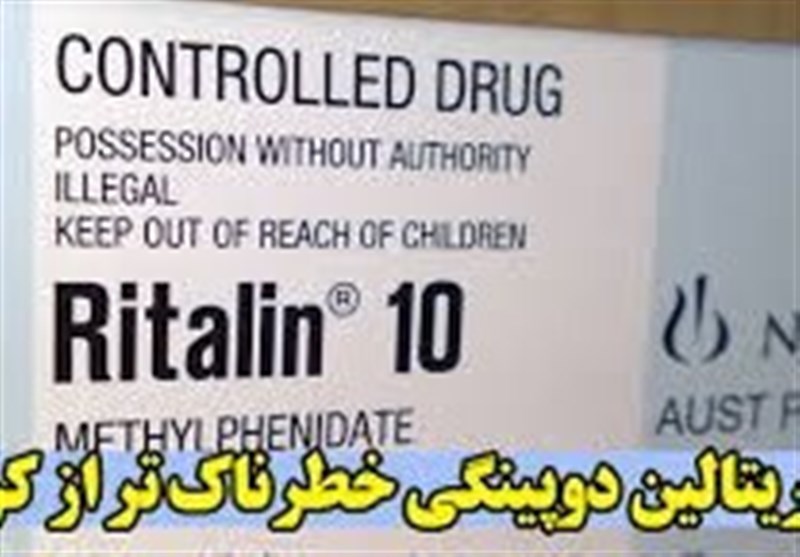 CONTROLLED DRUG
POSSESSION WITHOUT AUTHORITY
ILLEGAL
KEEP OUT OF REACH OF CHILDREN
Ritalin® 10
METHYLPHENIDATE
AUST
ریتالین دوپینگی خطرناک‌تر از